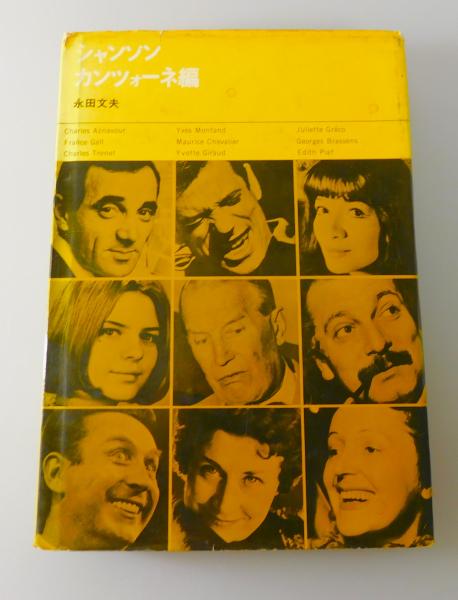 シャンソン
カンツォーネ編
永田文夫
Charles Aznavour Yves Montand Juliette Gréco
France Gall Maurice Chevalier Georges Brassens
Charles Trenet Yvette Giraud Edith Piaf